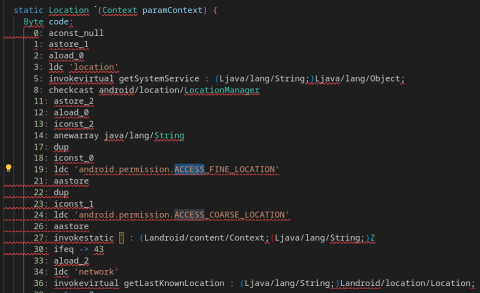 static Location `(Context paramContext) {
Byte code:
0: aconst_null
1: astore_1
2: aload_0
3: ldc 'location'
5: invokevirtual getSystemService : (Ljava/lang/String;)Ljava/lang/Object;
8: checkcast android/location/LocationManager
11: astore_2
12: aload_0
13: iconst_2
14: anewarray java/lang/String
17: dup
18: iconst_0
19: ldc 'android.permission.ACCESS_FINE_LOCATION'
21: aastore
22: dup
23: iconst_1
24: ldc 'android.permission.ACCESS_COARSE_LOCATION'
26: aastore
27: invokestatic : (Landroid/content/Context;[Ljava/lang/String;)Z
30: ifeq -> 43
33: aload_2
34: ldc 'network'
36: invokevirtual getLastKnownLocation : (Ljava/lang/String;)Landroid/location/Location;